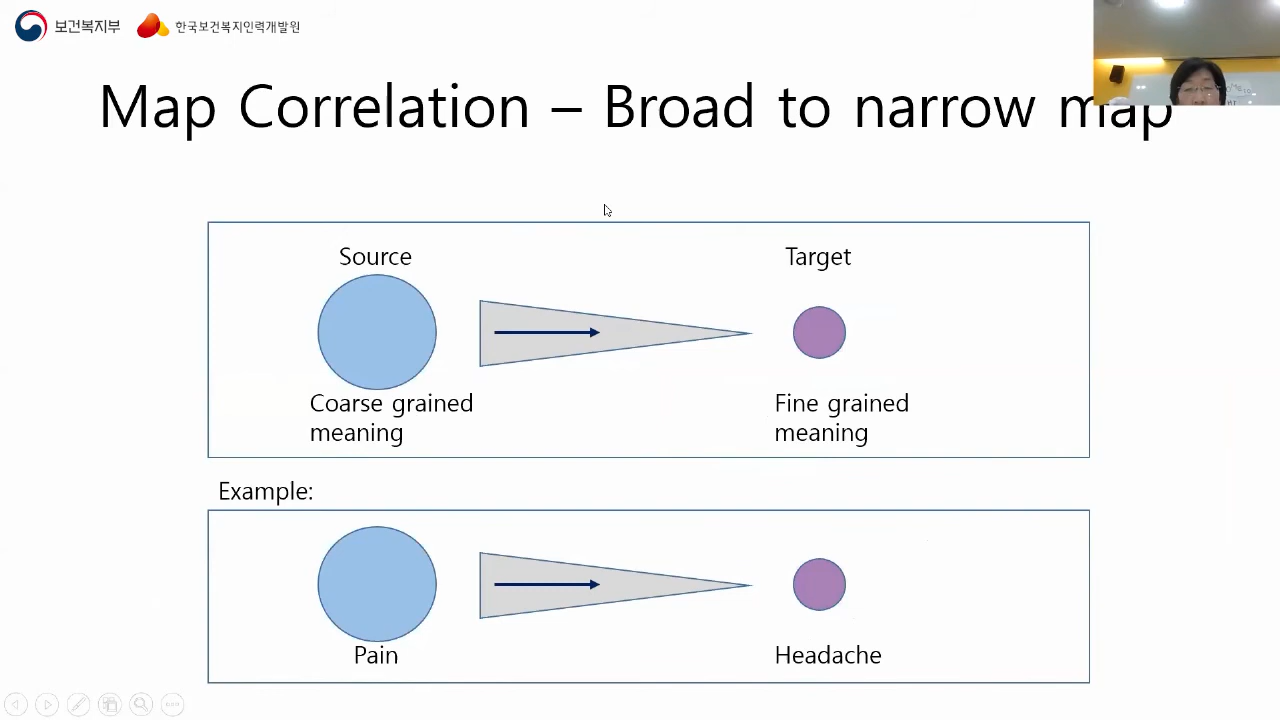 보건복지부 한국보건복지인력개발원
Map Correlation – Broad to narrow map
Source Target
Coarse grained Fine grained
meaning meaning
Example:
Pain Headache